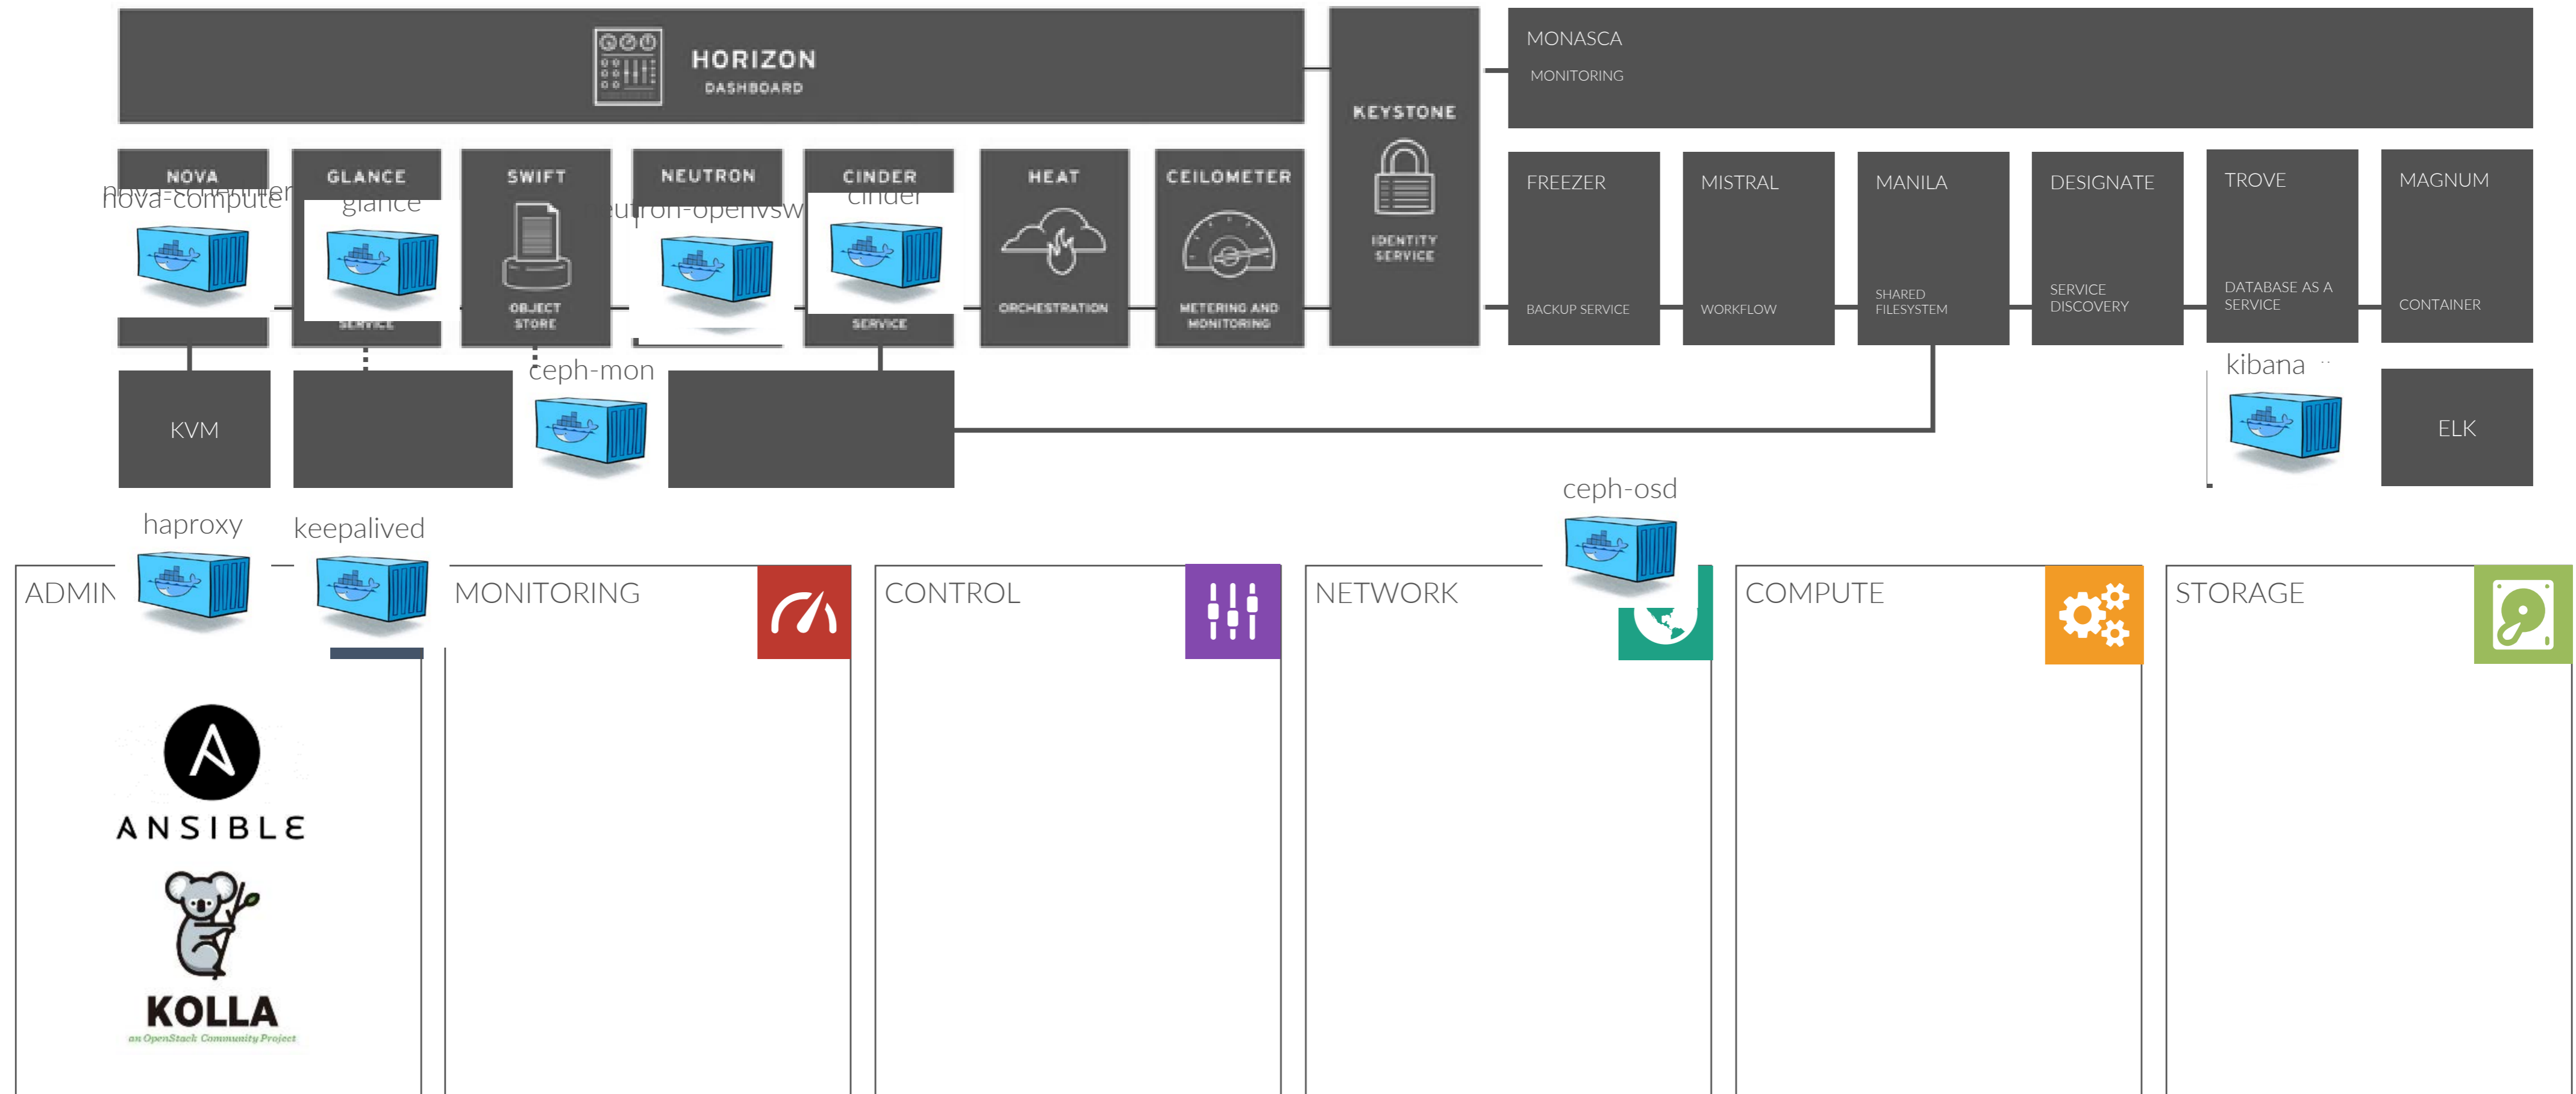 HORIZON
DASHBOARD
KEYSTONE
IDENTITY
SERVICE
MONASCA
MONITORING
NOVA
nova-compute
GLANCE
glance
SERVICE
SWIFT
OBJECT
STORE
NEUTRON
CINDER
cinder
SERVICE
HEAT
ORCHESTRATION
CEILOMETER
METERING AND
MONITORING
FREEZER
BACKUP SERVICE
MISTRAL
WORKFLOW
MANILA
SHARED
FILESYSTEM
DESIGNATE
SERVICE
DISCOVERY
TROVE
DATABASE AS A
SERVICE
MAGNUM
CONTAINER
KVM
ceph-mon
kibana
ELK
haproxy
keepalived
ceph-osd
ADMIN
MONITORING
CONTROL
NETWORK
COMPUTE
STORAGE
ANSIBLE
KOLLA
an OpenStack Community Project